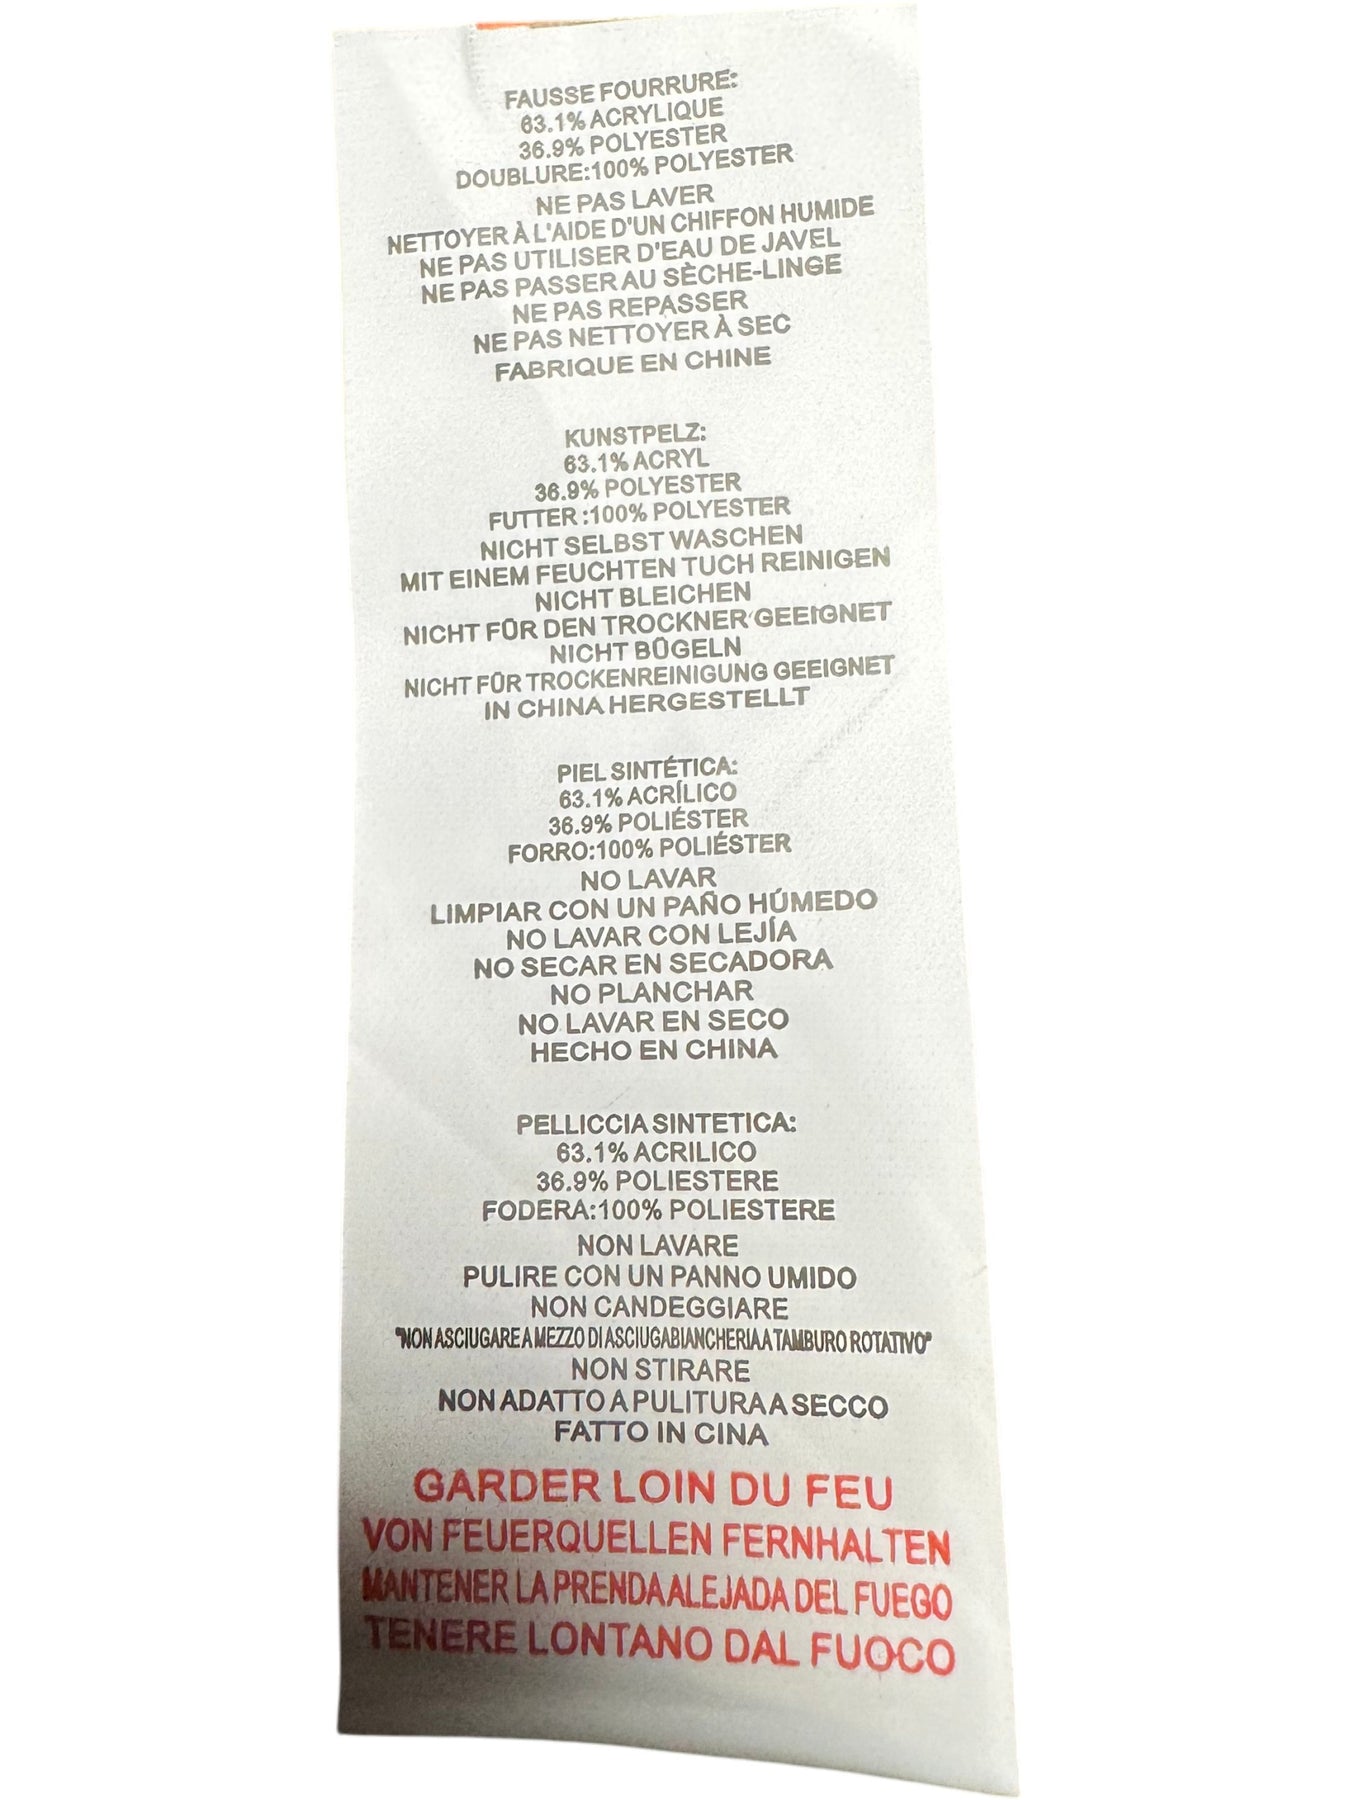 FAUSSE FOURRURE:
63.1% ACRYLIQUE
36.9% POLYESTER
DOUBLURE:100% POLYESTER
NE PAS LAVER
NETTOYER À L'AIDE D'UN CHIFFON HUMIDE
NE PAS UTILISER D'EAU DE JAVEL
NE PAS PASSER AU SÈCHE-LINGE
NE PAS REPASSER
NE PAS NETTOYER À SEC
FABRIQUE EN CHINE
KUNSTPELZ:
63.1% ACRYL
36.9% POLYESTER
FUTTER :100% POLYESTER
NICHT SELBST WASCHEN
MIT EINEM FEUCHTEN TUCH REINIGEN
NICHT BLEICHEN
NICHT FÜR DEN TROCKNER GEEIGNET
NICHT BÜGELN
NICHT FÜR TROCKENREINIGUNG GEEIGNET
IN CHINA HERGESTELLT
PIEL SINTÉTICA:
63.1% ACRÍLICO
36.9% POLIÉSTER
FORRO:100% POLIÉSTER
NO LAVAR
LIMPIAR CON UN PAÑO HÚMEDO
NO LAVAR CON LEJÍA
NO SECAR EN SECADORA
NO PLANCHAR
NO LAVAR EN SECO
HECHO EN CHINA
PELLICCIA SINTETICA:
63.1% ACRILICO
36.9% POLIESTERE
FODERA:100% POLIESTERE
NON LAVARE
PULIRE CON UN PANNO UMIDO
NON CANDEGGIARE
"NON ASCIUGARE A MEZZO DI ASCIUGABIANCHERIA A TAMBURO ROTATIVO"
NON STIRARE
NON ADATTO A PULITURA A SECCO
FATTO IN CINA
GARDER LOIN DU FEU
VON FEUERQUELLEN FERNHALTEN
MANTENER LA PRENDA ALEJADA DEL FUEGO
TENERE LONTANO DAL FUOCO